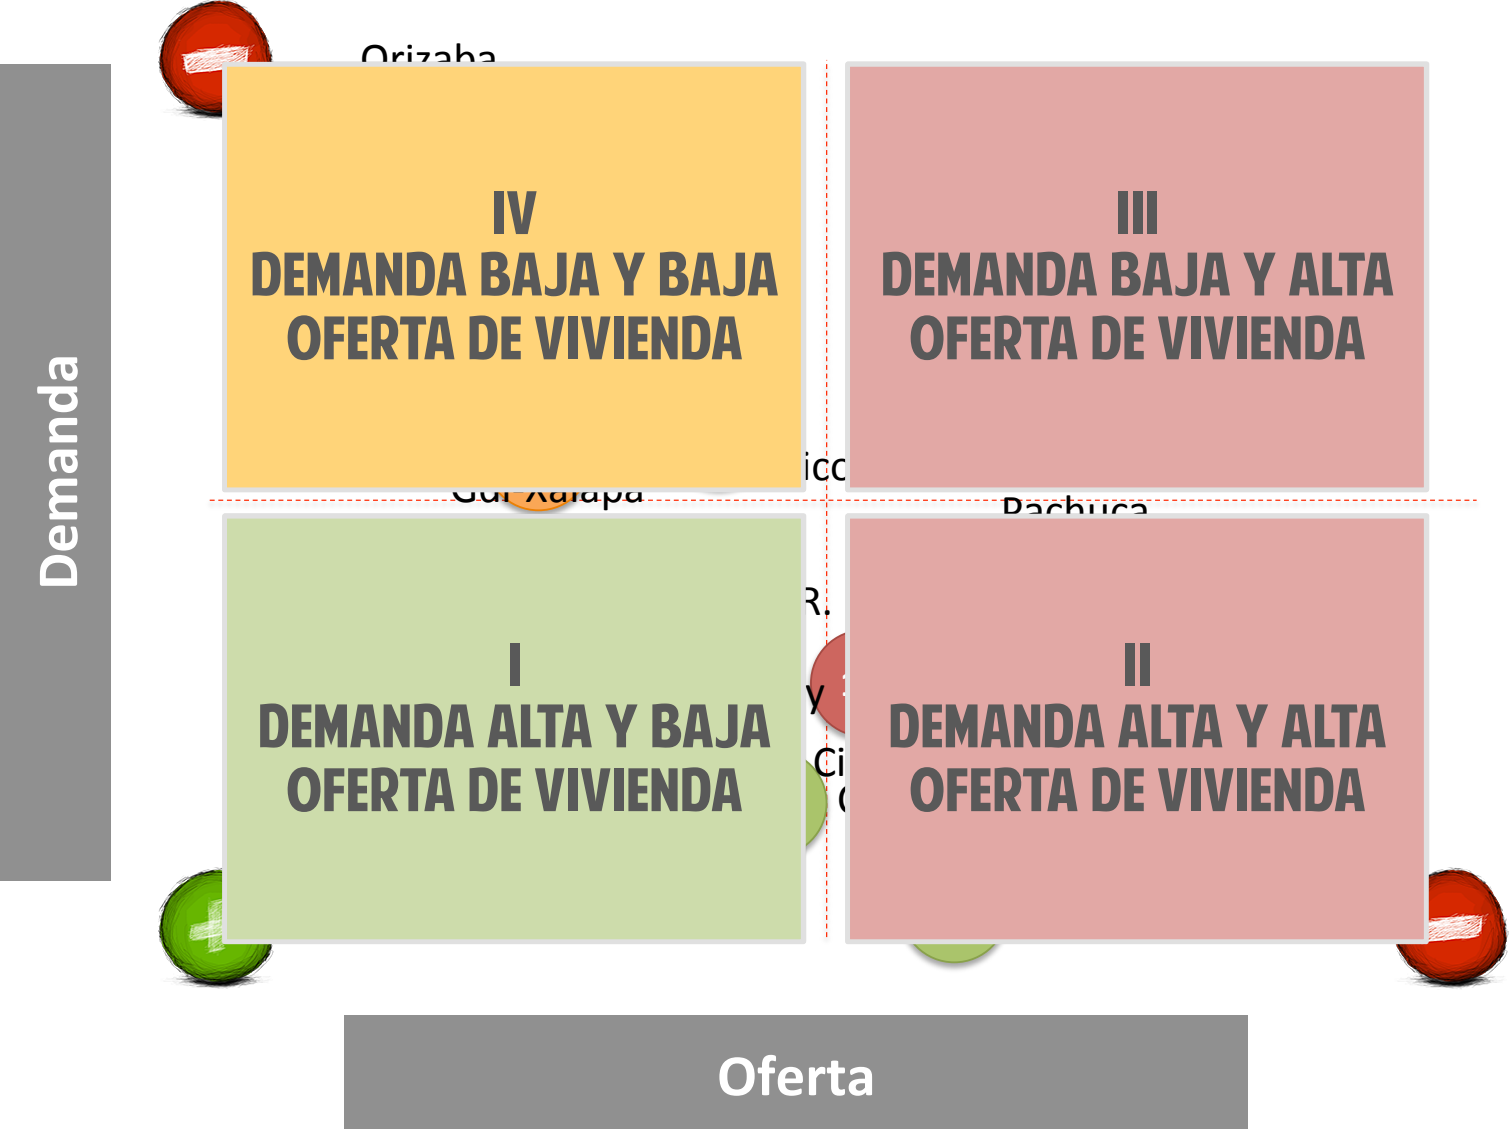 Orizaba
IV
DEMANDA BAJA Y BAJA
OFERTA DE VIVIENDA
III
DEMANDA BAJA Y ALTA
OFERTA DE VIVIENDA
Demanda
Pachuca
I
DEMANDA ALTA Y BAJA
OFERTA DE VIVIENDA
II
DEMANDA ALTA Y ALTA
OFERTA DE VIVIENDA
Oferta